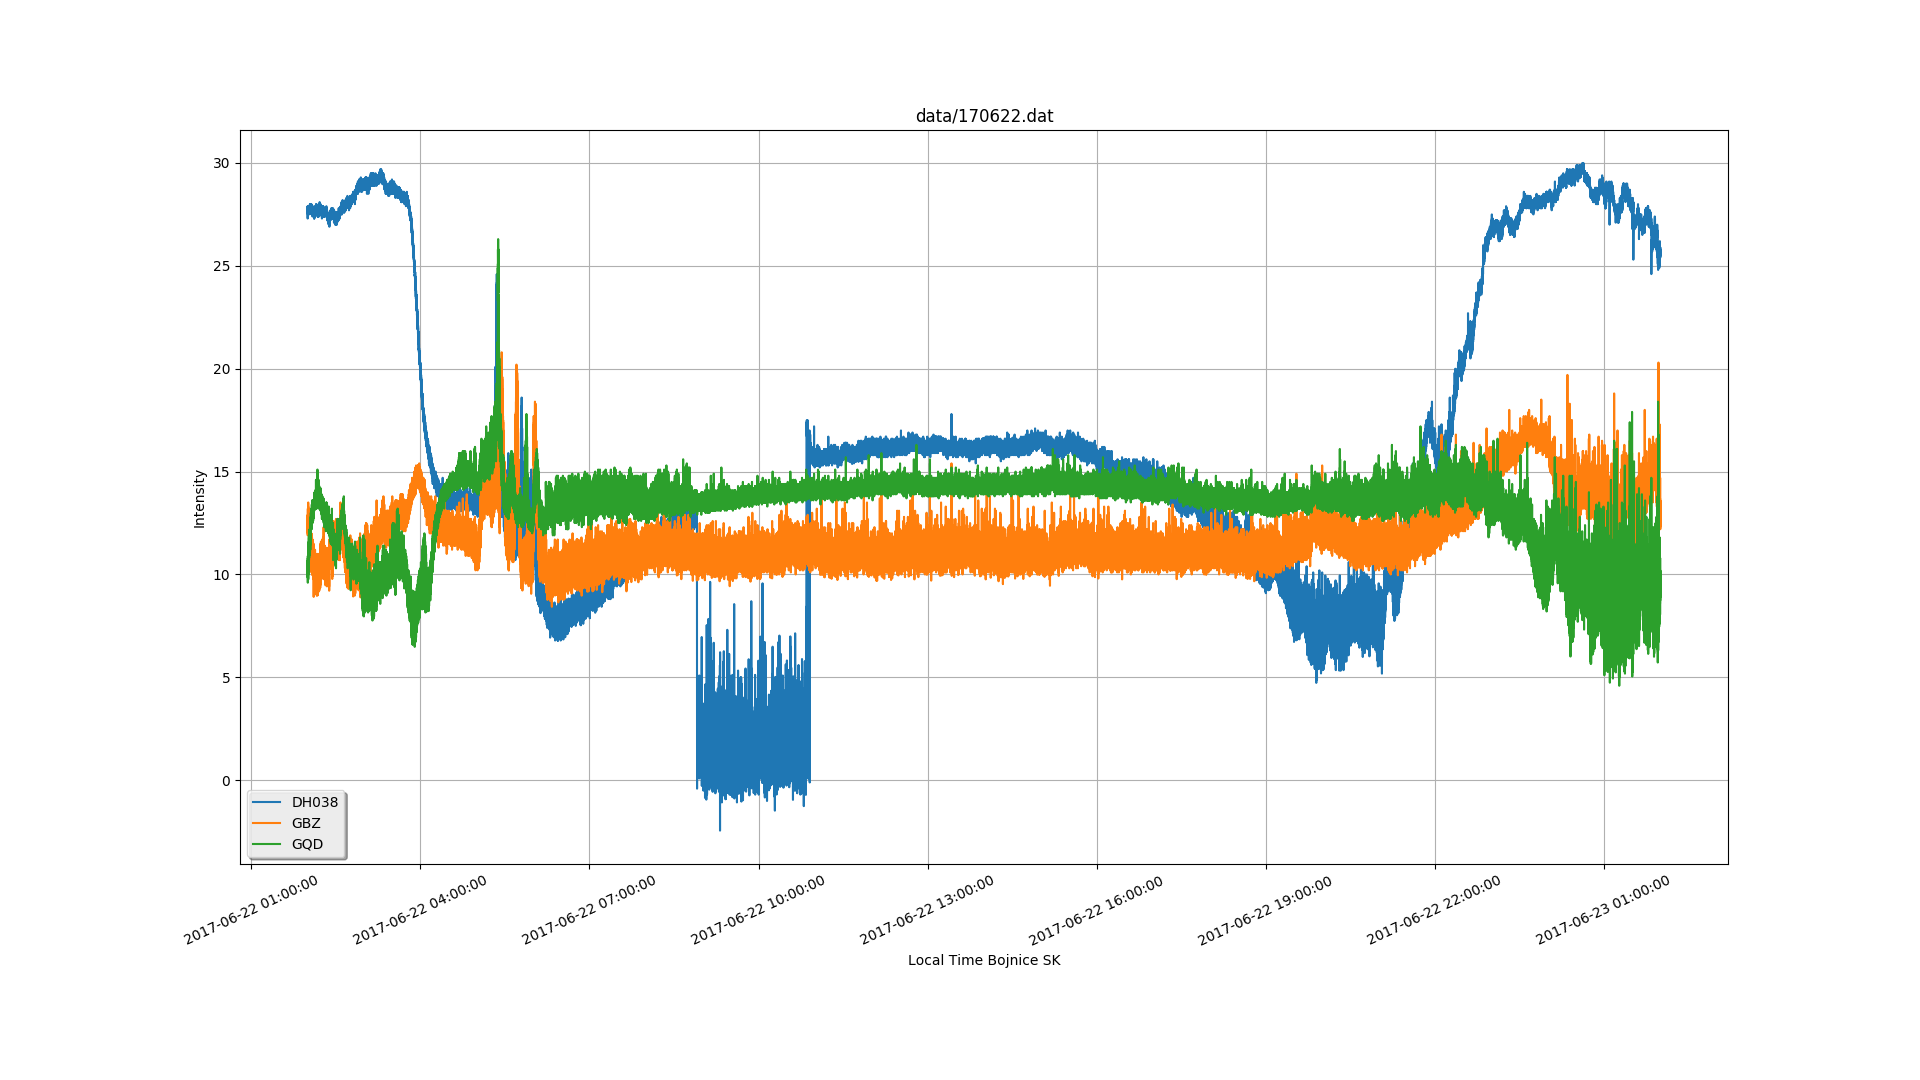 data/170622.dat
Intensity
30
25
20
15
10
5
0
DH038
GBZ
GQD
2017-06-22 01:00:00
2017-06-22 04:00:00
2017-06-22 07:00:00
2017-06-22 10:00:00
2017-06-22 13:00:00
2017-06-22 16:00:00
2017-06-22 19:00:00
2017-06-22 22:00:00
2017-06-23 01:00:00
Local Time Bojnice SK